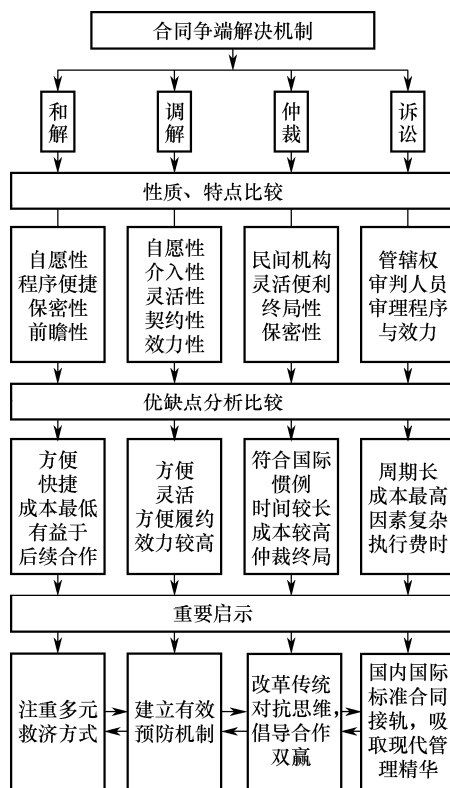 合同争端解决机制
和
解
调
解
仲
裁
诉
讼
性质、特点比较
自愿性
程序便捷
保密性
前瞻性
自愿性
介入性
灵活性
契约性
效力性
民间机构
灵活便利
终局性
保密性
管辖权
审判人员
审理程序
与效力
优缺点分析比较
方便
快捷
成本最低
有益于
后续合作
方便
灵活
方便履约
效力较高
符合国际
惯例
时间较长
成本较高
仲裁终局
周期长
成本最高
因素复杂
执行费时
重要启示
注重多元
救济方式
建立有效
预防机制
改革传统
对抗思维，
倡导合作
双赢
国内国际
标准合同
接轨，吸
取现代管
理精华